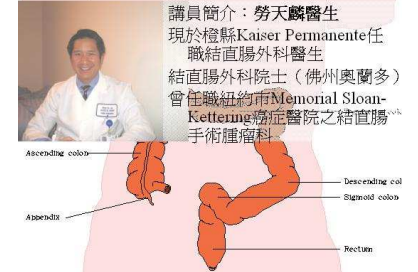 講員簡介：勞天麟醫生
現於橙縣Kaiser Permanente任
職結直腸外科醫生
結直腸外科院士（佛州奧蘭多）
曾任職紐約市Memorial Sloan-
Kettering癌症醫院之結直腸
手術腫瘤科
Ascending colon
Appendix
Descending col
Sigmoid colon
Rectum